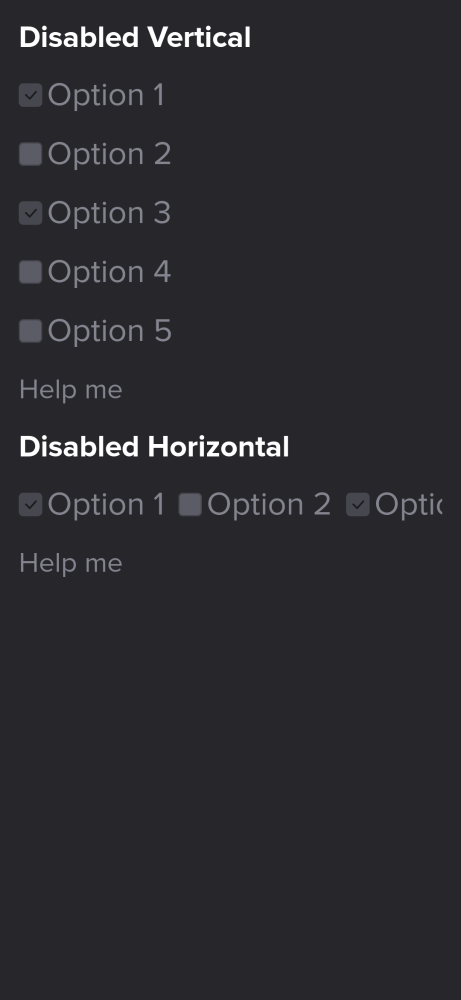 Disabled Vertical
Option 1
Option 2
Option 3
Option 4
Option 5
Help me
Disabled Horizontal
Option 1 Option 2
Help me